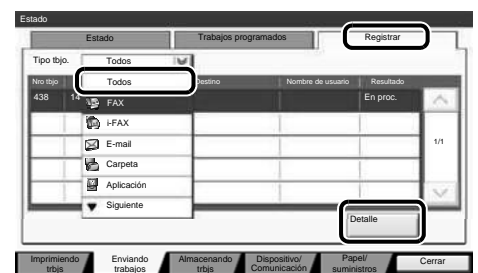 Estado
Estado Trabajos programados Registrar
Tipo tbjo. Todos
Nro tbjo Todos Destino Nombre de usuario Resultado
438 14 FAX En proc.
i-FAX
E-mail 1/1
Carpeta
Aplicación
Siguiente
Detalle
Imprimiendo trbjs Enviando trabajos Almacenando trbjs Dispositivo/ Comunicación Papel/ suministros Cerrar